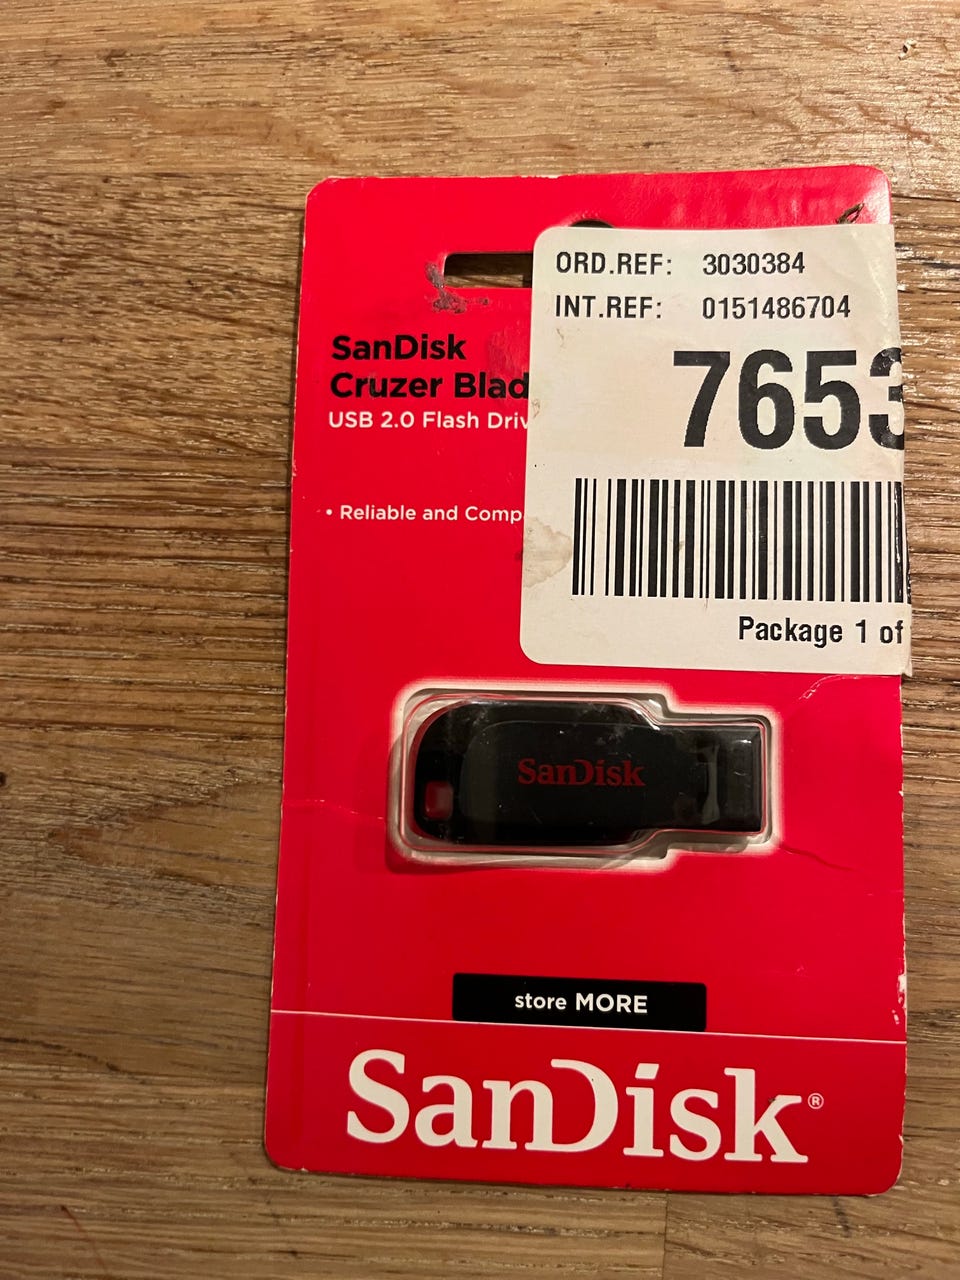 ORD.REF: 3030384
INT.REF: 0151486704
7653
SanDisk
Cruzer Blad
USB 2.0 Flash Driv
• Reliable and Comp
Package 1 of
SanDisk
store MORE
SanDisk®